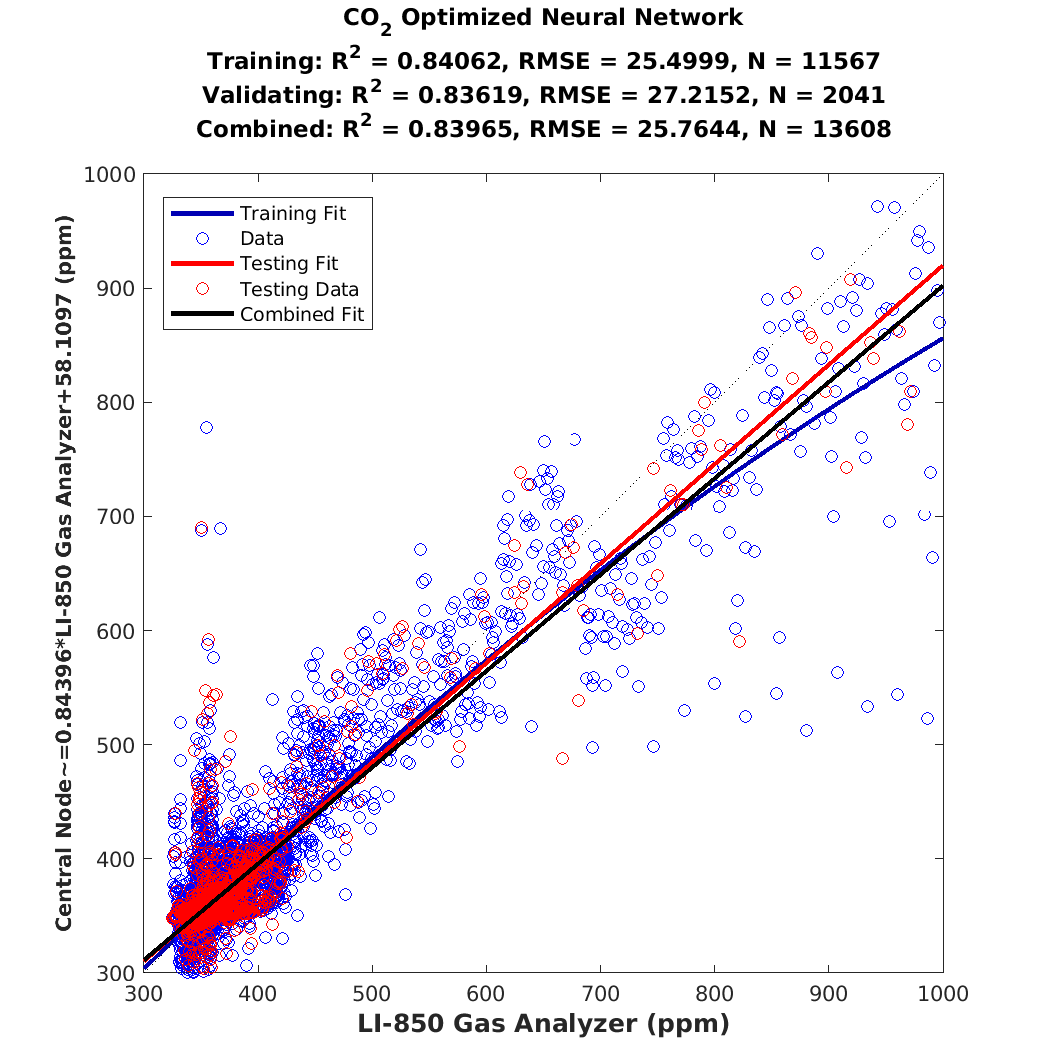 CO2 Optimized Neural Network
Training: R2 = 0.84062, RMSE = 25.4999, N = 11567
Validating: R2 = 0.83619, RMSE = 27.2152, N = 2041
Combined: R2 = 0.83965, RMSE = 25.7644, N = 13608
Central Node~=0.84396*LI-850 Gas Analyzer+58.1097 (ppm)
1000
900
800
700
600
500
400
300
Training Fit
Data
Testing Fit
Testing Data
Combined Fit
300 400 500 600 700 800 900 1000
LI-850 Gas Analyzer (ppm)